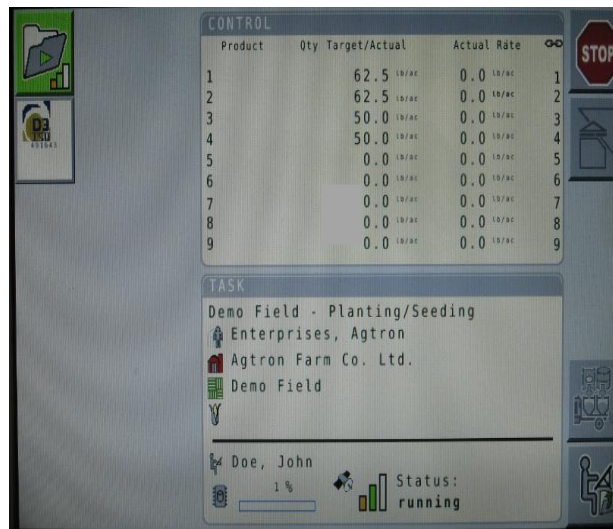 CONTROL
Product Qty Target/Actual Actual Rate
1 62.5 lb/ac 0.0 lb/ac 1
2 62.5 lb/ac 0.0 lb/ac 2
3 50.0 lb/ac 0.0 lb/ac 3
4 50.0 lb/ac 0.0 lb/ac 4
5 0.0 lb/ac 0.0 lb/ac 5
6 0.0 lb/ac 0.0 lb/ac 6
7 0.0 lb/ac 0.0 lb/ac 7
8 0.0 lb/ac 0.0 lb/ac 8
9 0.0 lb/ac 0.0 lb/ac 9
STOP
D3
ISU
491643
TASK
Demo Field - Planting/Seeding
Enterprises, Agtron
Agtron Farm Co. Ltd.
Demo Field
Doe, John
1 %
Status:
running